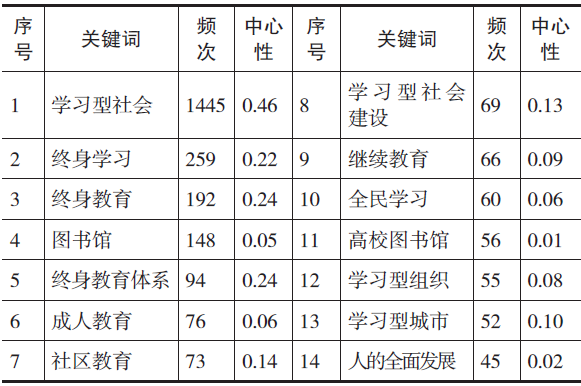 序号 关键词 频次 中心性 序号 关键词 频次 中心性
1 学习型社会 1445 0.46 8 学习型社会建设 69 0.13
2 终身学习 259 0.22 9 继续教育 66 0.09
3 终身教育 192 0.24 10 全民学习 60 0.06
4 图书馆 148 0.05 11 高校图书馆 56 0.01
5 终身教育体系 94 0.24 12 学习型组织 55 0.08
6 成人教育 76 0.06 13 学习型城市 52 0.10
7 社区教育 73 0.14 14 人的全面发展 45 0.02